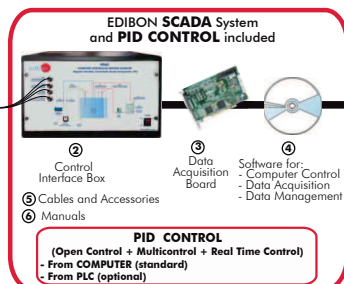 EDIBON SCADA System
and PID CONTROL included
②
Control
Interface Box
③
Data
Acquisition
Board
④
Software for:
- Computer Control
- Data Acquisition
- Data Management
⑤ Cables and Accessories
⑥ Manuals
PID CONTROL
(Open Control + Multicontrol + Real Time Control)
- From COMPUTER (standard)
- From PLC (optional)